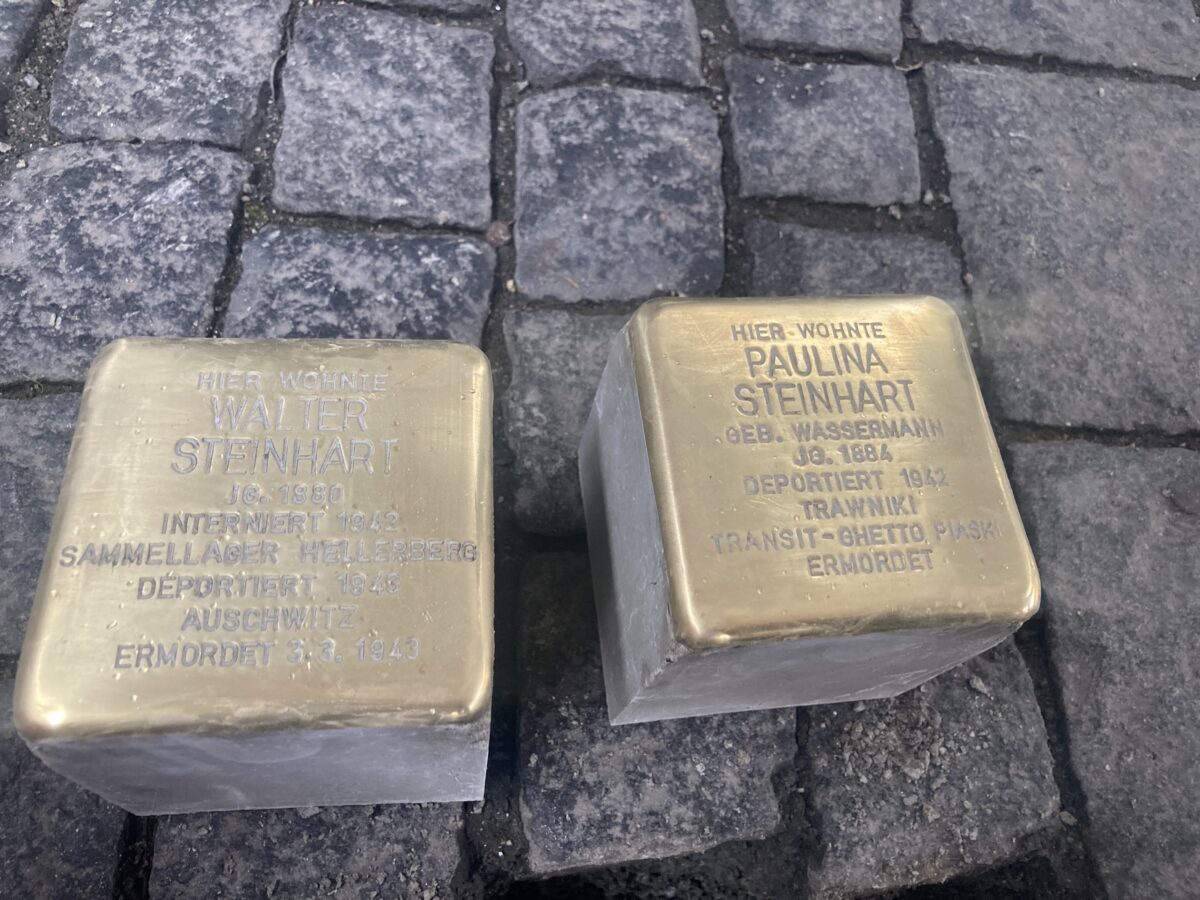 HIER WOHNTE
WALTER
STEINHART
JG. 1880
INTERNIERT 1942
SAMMELLAGER HELLERBERG
DEPORTIERT 1943
AUSCHWITZ
ERMORDET 3.3.1943
HIER WOHNTE
PAULINA
STEINHART
GEB. WASSERMANN
JG. 1884
DEPORTIERT 1942
TRAWNIKI
TRANSIT-GHETTO PIASKI
ERMORDET